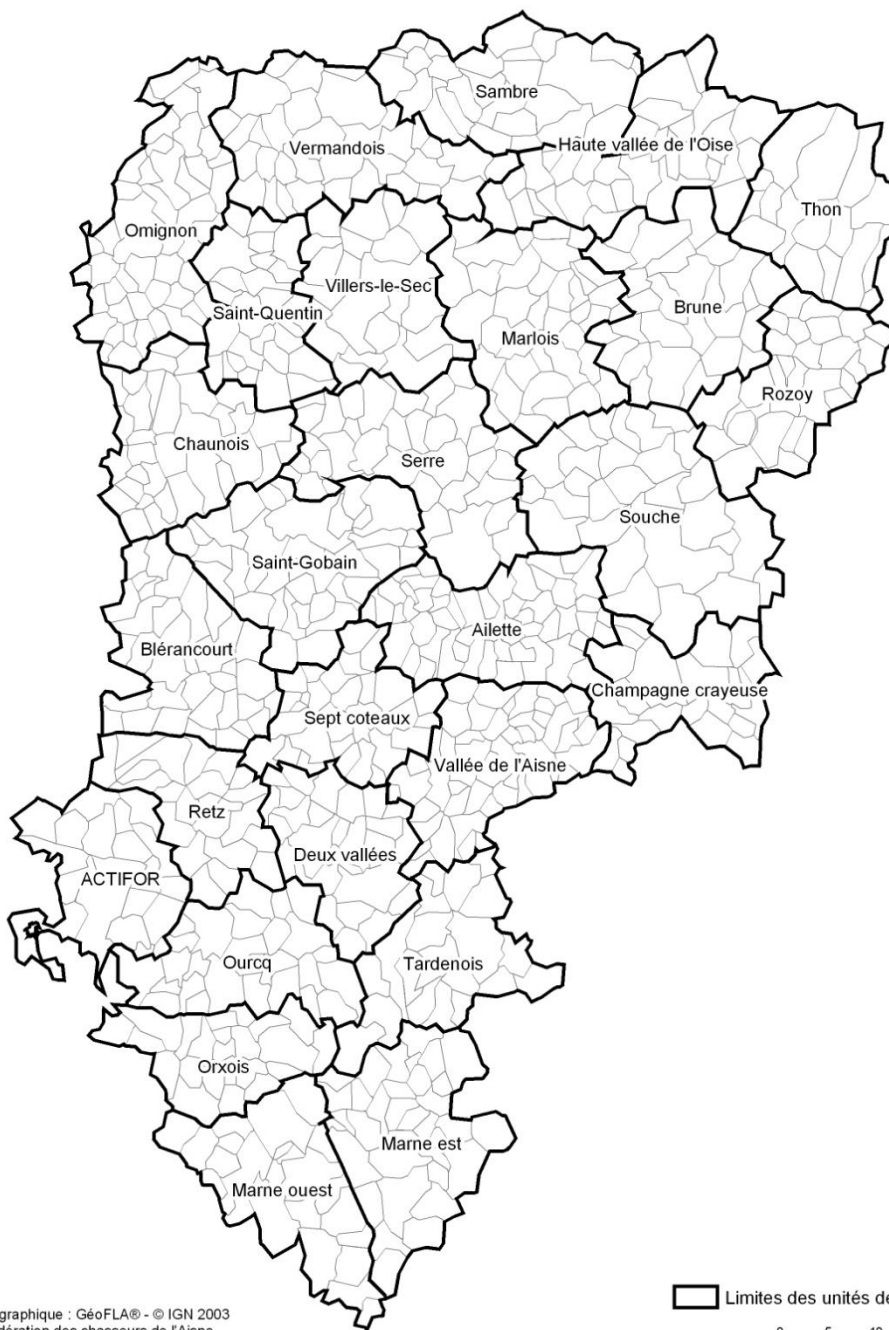 Sambre
Haute vallée de l'Oise
Vermandois
Thon
Omignon
Villers-le-Sec
Saint-Quentin
Brune
Marlois
Rozoy
Chaunois
Serre
Souche
Saint-Gobain
Ailette
Blérancourt
Champagne crayeuse
Sept coteaux
Vallée de l'Aisne
Retz
Deux vallées
ACTIFOR
Ourcq
Tardenois
Orxois
Marne est
Marne ouest
graphique : GéoFLA® - © IGN 2003
Limites des unités de